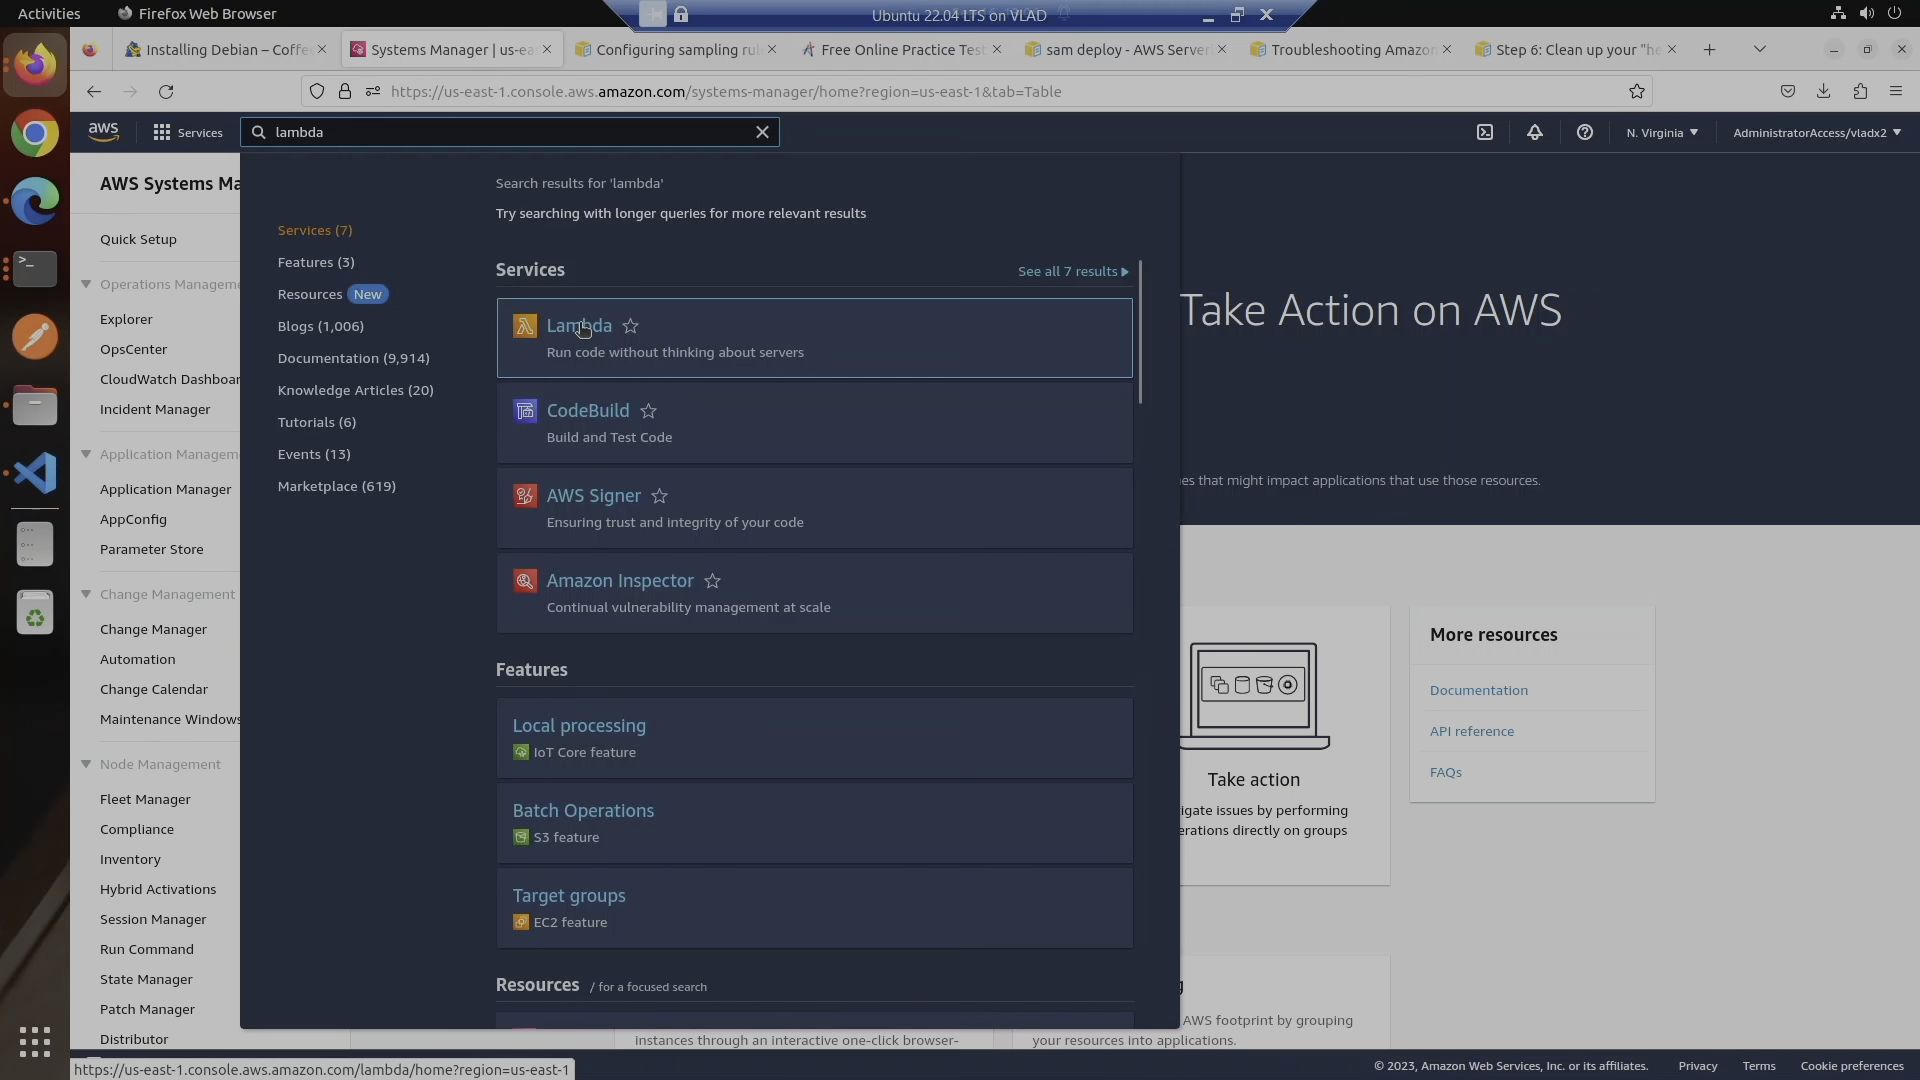 Activities
Firefox Web Browser
Ubuntu 22.04 LTS on VLAD
Installing Debian – Coffe
Systems Manager | us-ea
Configuring sampling rul
Free Online Practice Test
sam deploy - AWS Server
Troubleshooting Amazon
Step 6: Clean up your "he
https://us-east-1.console.aws.amazon.com/systems-manager/home?region=us-east-1&tab=Table
aws
Services
lambda
N. Virginia
AdministratorAccess/vladx2
AWS Systems Ma
Quick Setup
Operations Manageme
Explorer
OpsCenter
CloudWatch Dashboar
Incident Manager
Application Managem
Application Manager
AppConfig
Parameter Store
Change Management
Change Manager
Automation
Change Calendar
Maintenance Windows
Node Management
Fleet Manager
Compliance
Inventory
Hybrid Activations
Session Manager
Run Command
State Manager
Patch Manager
Distributor
Services (7)
Features (3)
Resources New
Blogs (1,006)
Documentation (9,914)
Knowledge Articles (20)
Tutorials (6)
Events (13)
Marketplace (619)
Search results for 'lambda'
Try searching with longer queries for more relevant results
Services
See all 7 results
Lambda
Run code without thinking about servers
CodeBuild
Build and Test Code
AWS Signer
Ensuring trust and integrity of your code
Amazon Inspector
Continual vulnerability management at scale
Features
Local processing
IoT Core feature
Batch Operations
S3 feature
Target groups
EC2 feature
Resources / for a focused search
Take Action on AWS
es that might impact applications that use those resources.
Take action
igate issues by performing
erations directly on groups
More resources
Documentation
API reference
FAQs
g
AWS footprint by grouping
instances through an interactive one-click browser-
your resources into applications.
https://us-east-1.console.aws.amazon.com/lambda/home?region=us-east-1
© 2023, Amazon Web Services, Inc. or its affiliates.
Privacy
Terms
Cookie preferences